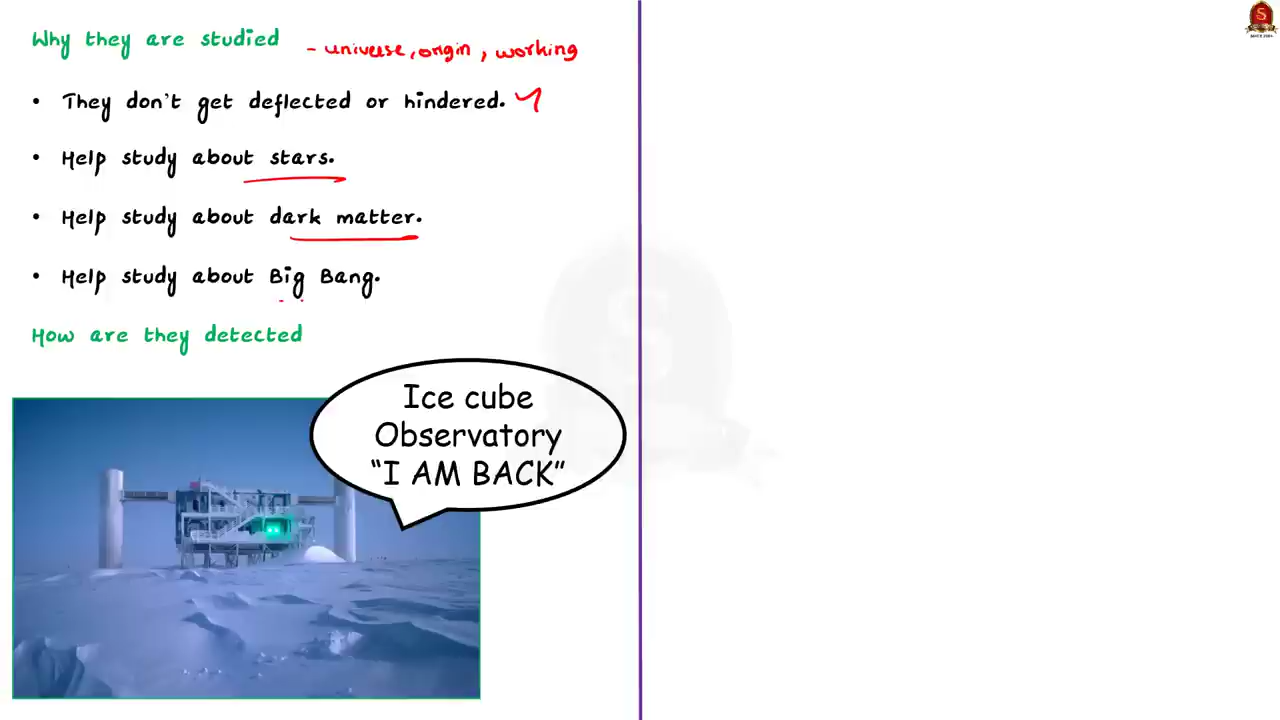 Why they are studied
- universe, origin, working
• They don't get deflected or hindered.
• Help study about stars.
• Help study about dark matter.
• Help study about Big Bang.
How are they detected
Ice cube
Observatory
“I AM BACK”
S